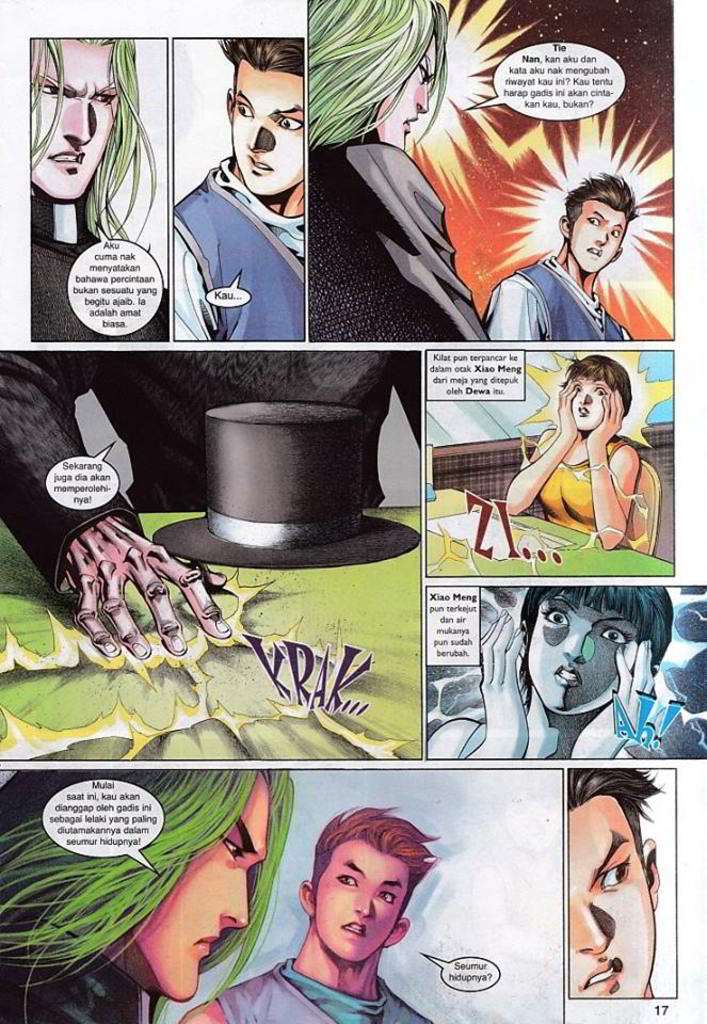 Aku
cuma nak
menyatakan
bahawa percintaan
bukan sesuatu yang
begitu ajaib. Ia
adalah amat
biasa.
Kau...
Tie
Nan, kan aku dan
kata aku nak mengubah
riwayat kau ini? Kau tentu
harap gadis ini akan cinta-
kan kau, bukan?
Sekarang
juga dia akan
memperolehi-
nya!
KRAK...
Kilat pun terpancar ke
dalam otak Xiao Meng
dari meja yang ditepuk
oleh Dewa itu.
ZI...
Xiao Meng
pun terkejut
dan air
mukanya
pun sudah
berubah.
Ah!
Mulai
saat ini, kau akan
dianggap oleh gadis ini
sebagai lelaki yang paling
diutamakannya dalam
seumur hidupnya!
Seumur
hidupnya?
17